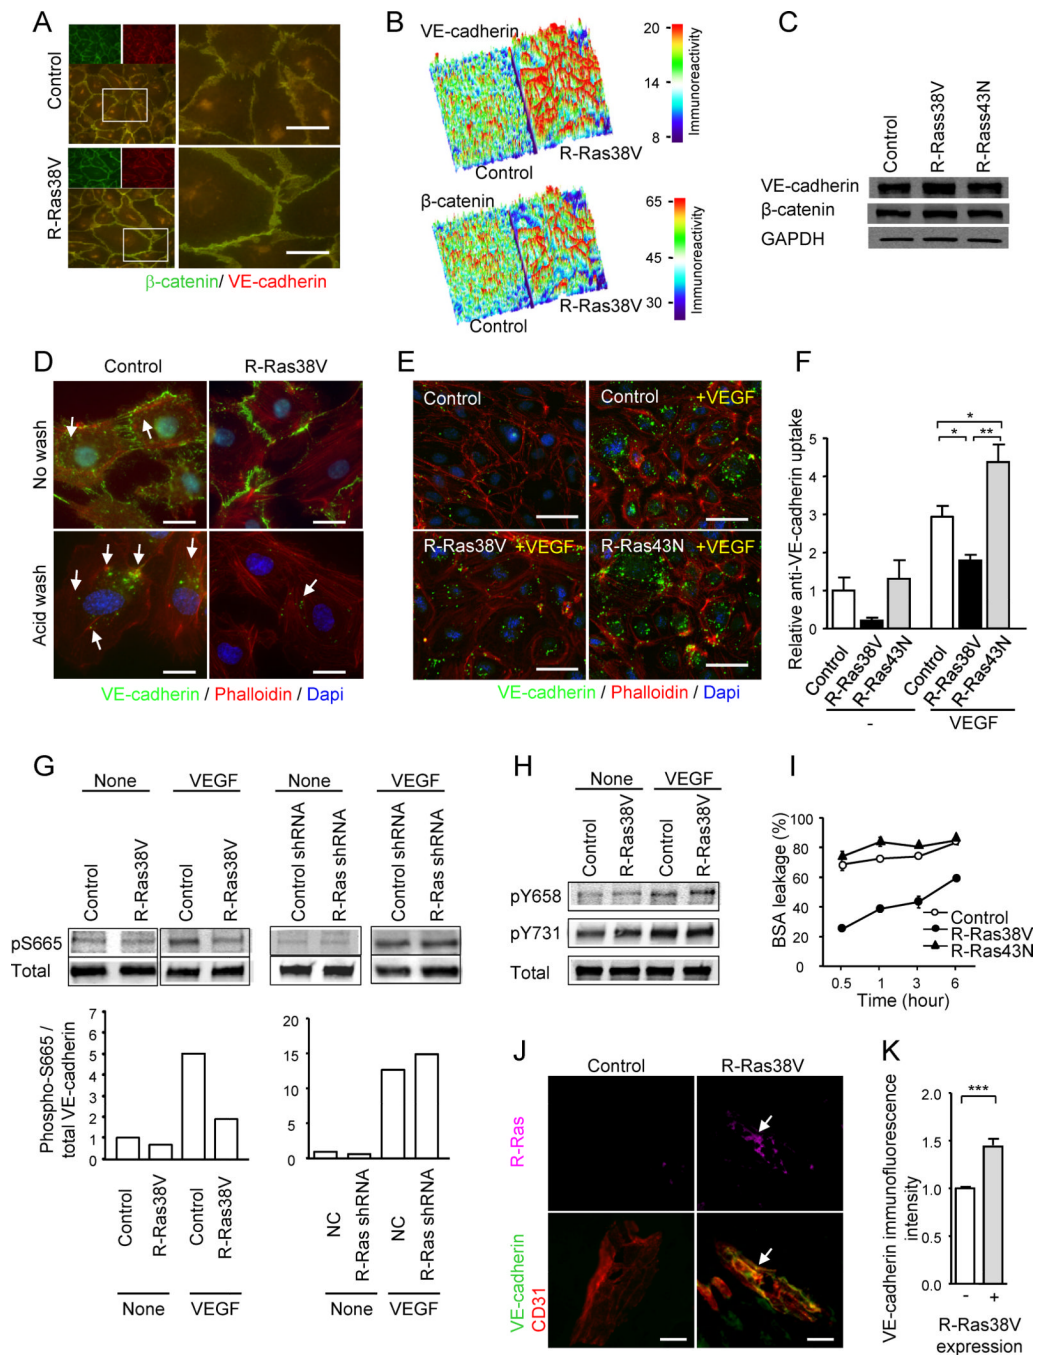 A
Control
R-Ras38V
β-catenin/ VE-cadherin
B
VE-cadherin
Control
R-Ras38V
20
14
8
Immunoreactivity
β-catenin
Control
R-Ras38V
65
45
30
Immunoreactivity
C
Control
R-Rass38V
R-Rass43N
VE-cadherin
β-catenin
GAPDH
D
Control
R-Ras38V
No wash
Acid wash
VE-cadherin / Phalloidin / Dapi
E
Control
Control +VEGF
R-Ras38V +VEGF
R-Ras43N +VEGF
VE-cadherin / Phalloidin / Dapi
F
Relative anti-VE-cadherin uptake
5
4
3
2
1
0
*
* **
Control
R-Ras38V
R-Ras43N
Control
R-Ras38V
R-Ras43N
-
VEGF
G
None
VEGF
None
VEGF
Control
R-Ras38V
Control
R-Ras38V
Control shRNA
R-Ras shRNA
Control shRNA
R-Ras shRNA
pS665
Total
Phospho-S665 /
total VE-cadherin
7
6
5
4
3
2
1
0
Control
R-Ras38V
Control
R-Ras38V
None
VEGF
20
15
10
5
0
NC
R-Ras shRNA
NC
R-Ras shRNA
None
VEGF
H
None
VEGF
Control
R-Ras38V
Control
R-Ras38V
pY658
pY731
Total
I
BSA leakage (%)
100
80
60
40
20
0
0.5 1 3 6
Time (hour)
Control
R-Ras38V
R-Ras43N
J
Control
R-Ras38V
R-Ras
VE-cadherin
CD31
K
VE-cadherin immunofluorescence
intensity
2.0
1.5
1.0
0.5
0.0
***
- +
R-Ras38V
expression